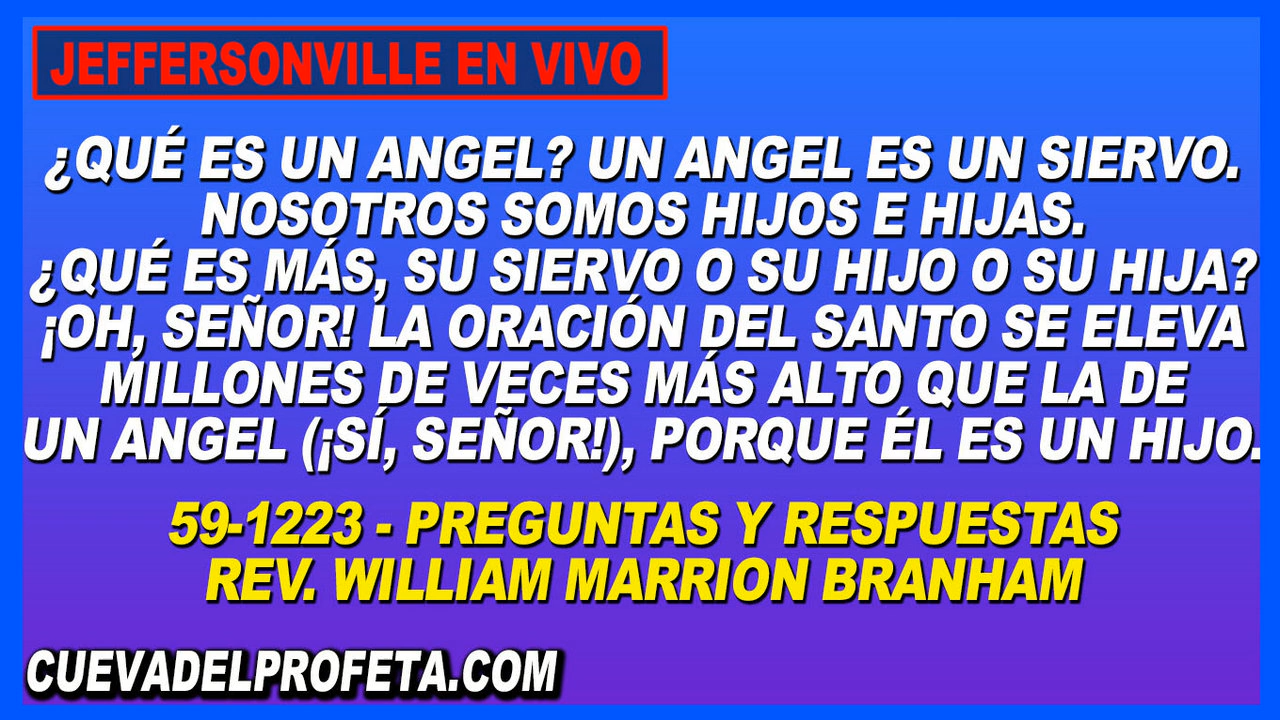 JEFFERSONVILLE EN VIVO
¿QUÉ ES UN ANGEL? UN ANGEL ES UN SIERVO.
NOSOTROS SOMOS HIJOS E HIJAS.
¿QUÉ ES MÁS, SU SIERVO O SU HIJO O SU HIJA?
¡OH, SEÑOR! LA ORACIÓN DEL SANTO SE ELEVA
MILLONES DE VECES MÁS ALTO QUE LA DE
UN ANGEL (¡SÍ, SEÑOR!), PORQUE ÉL ES UN HIJO.
59-1223 - PREGUNTAS Y RESPUESTAS
REV. WILLIAM MARRION BRANHAM
CUEVADELPROFETA.COM